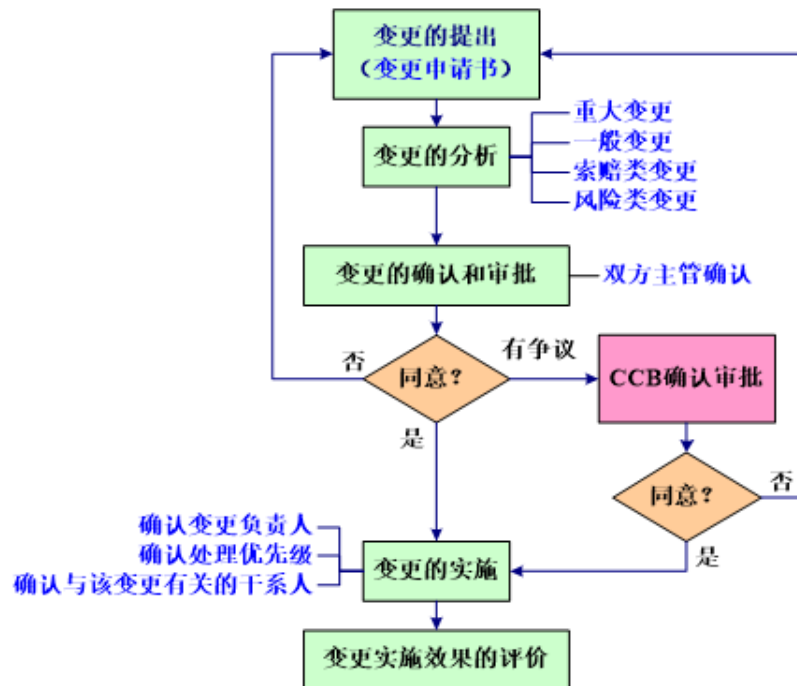 变更的提出
（变更申请书）
变更的分析
重大变更
一般变更
索赔类变更
风险类变更
变更的确认和审批
双方主管确认
否
同意？
有争议
CCB确认审批
是
同意？
否
是
确认变更负责人
确认处理优先级
确认与该变更有关的干系人
变更的实施
变更实施效果的评价